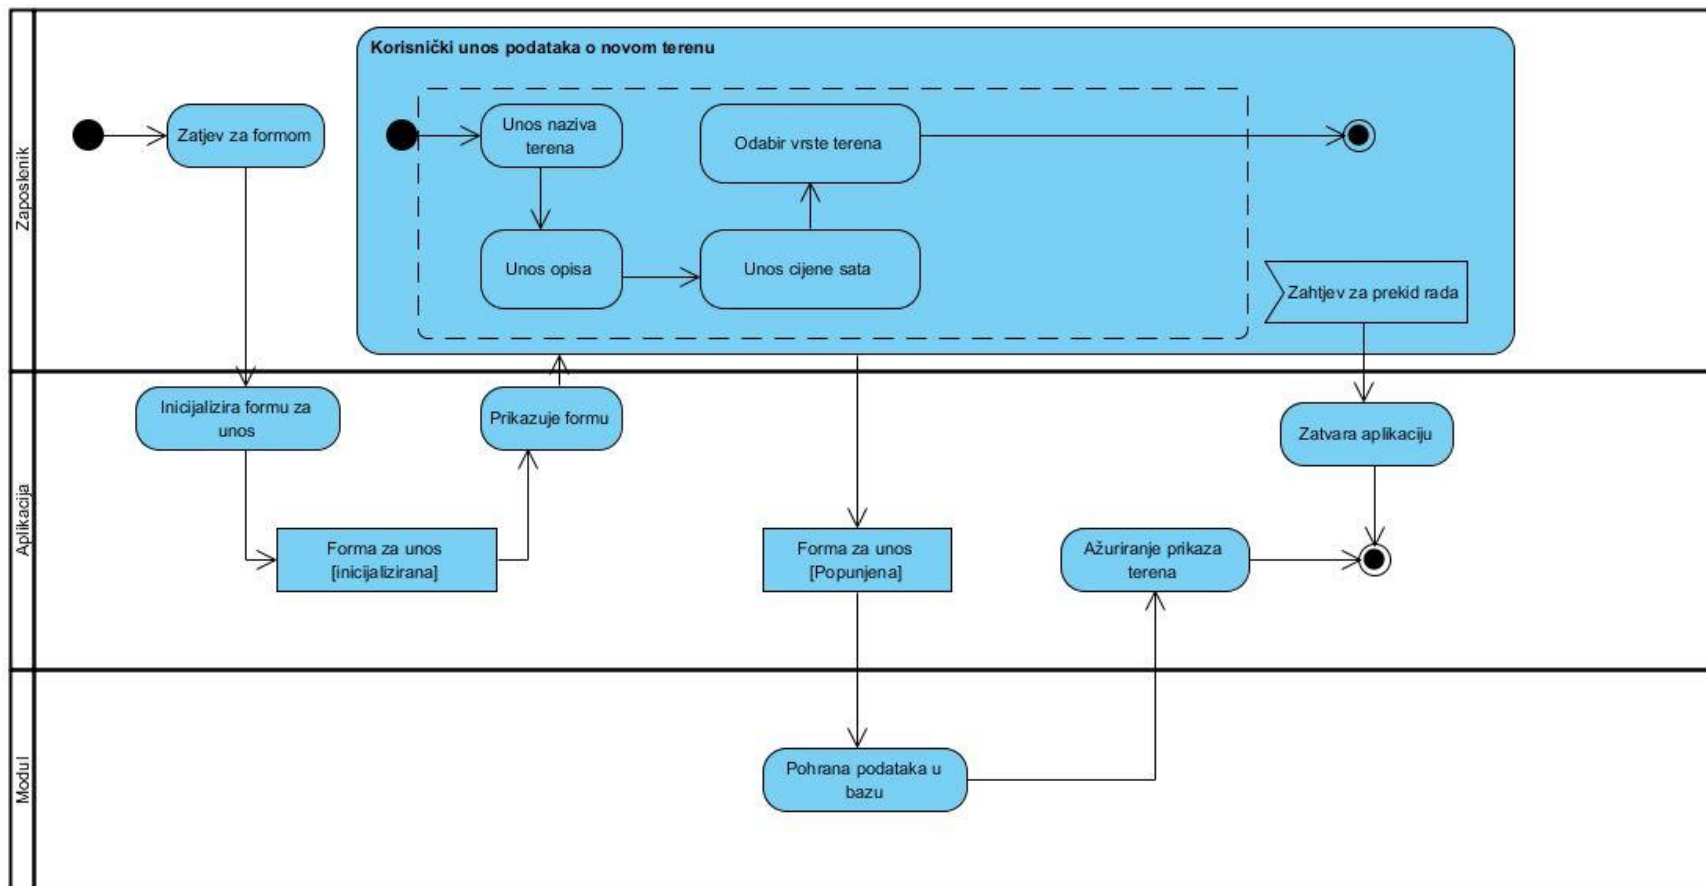 Zaposlenik
Korisnički unos podataka o novom terenu
Zatjev za formom
Unos naziva
terena
Odabir vrste terena
Unos opisa
Unos cijene sata
Zahtjev za prekid rada
Aplikacija
Inicijalizira formu za
unos
Prikazuje formu
Zatvara aplikaciju
Forma za unos
[inicijalizirana]
Forma za unos
[Popunjena]
Ažuriranje prikaza
terena
Modul
Pohrana podataka u
bazu